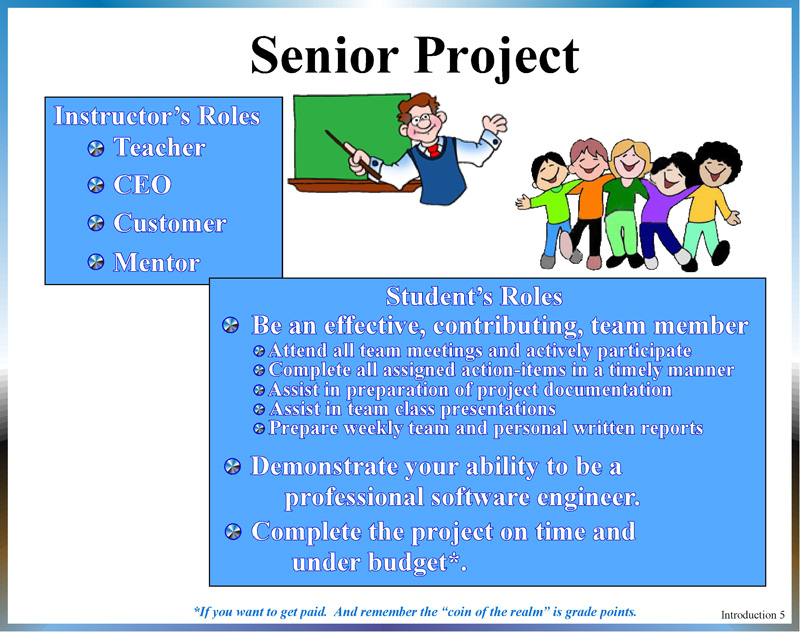 Senior Project
Instructor's Roles
Teacher
CEO
Customer
Mentor
Student's Roles
Be an effective, contributing, team member
Attend all team meetings and actively participate
Complete all assigned action-items in a timely manner
Assist in preparation of project documentation
Assist in team class presentations
Prepare weekly team and personal written reports
Demonstrate your ability to be a
professional software engineer.
Complete the project on time and
under budget*.
*If you want to get paid.  And remember the “coin of the realm” is grade points.
Introduction 5